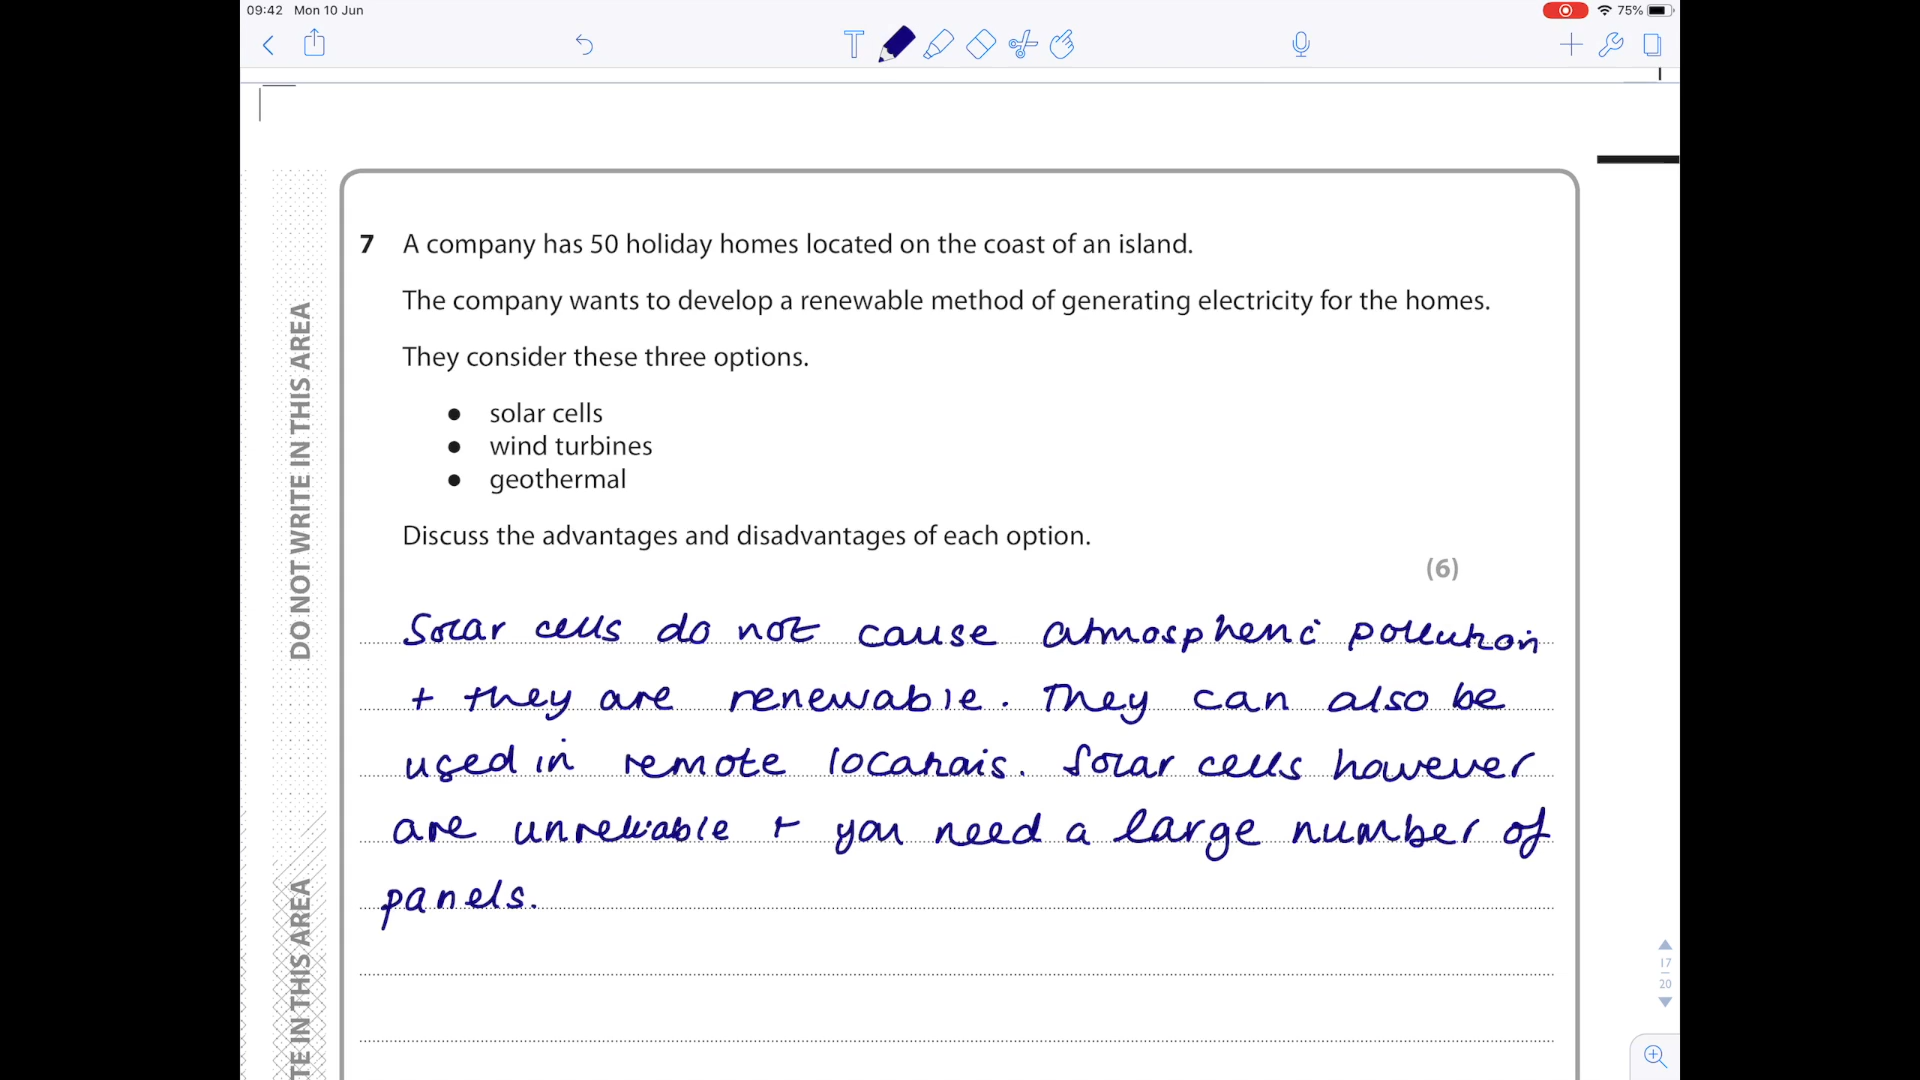 09:42 Mon 10 Jun
75%
T
DO NOT WRITE IN THIS AREA
7 A company has 50 holiday homes located on the coast of an island.
The company wants to develop a renewable method of generating electricity for the homes.
They consider these three options.
● solar cells
● wind turbines
● geothermal
Discuss the advantages and disadvantages of each option.
(6)
Solar cells do not cause atmospheric pollution
+ they are renewable. They can also be
used in remote locations. Solar cells however
are unreliable + you need a large number of
panels.
TE IN THIS AREA
17
20